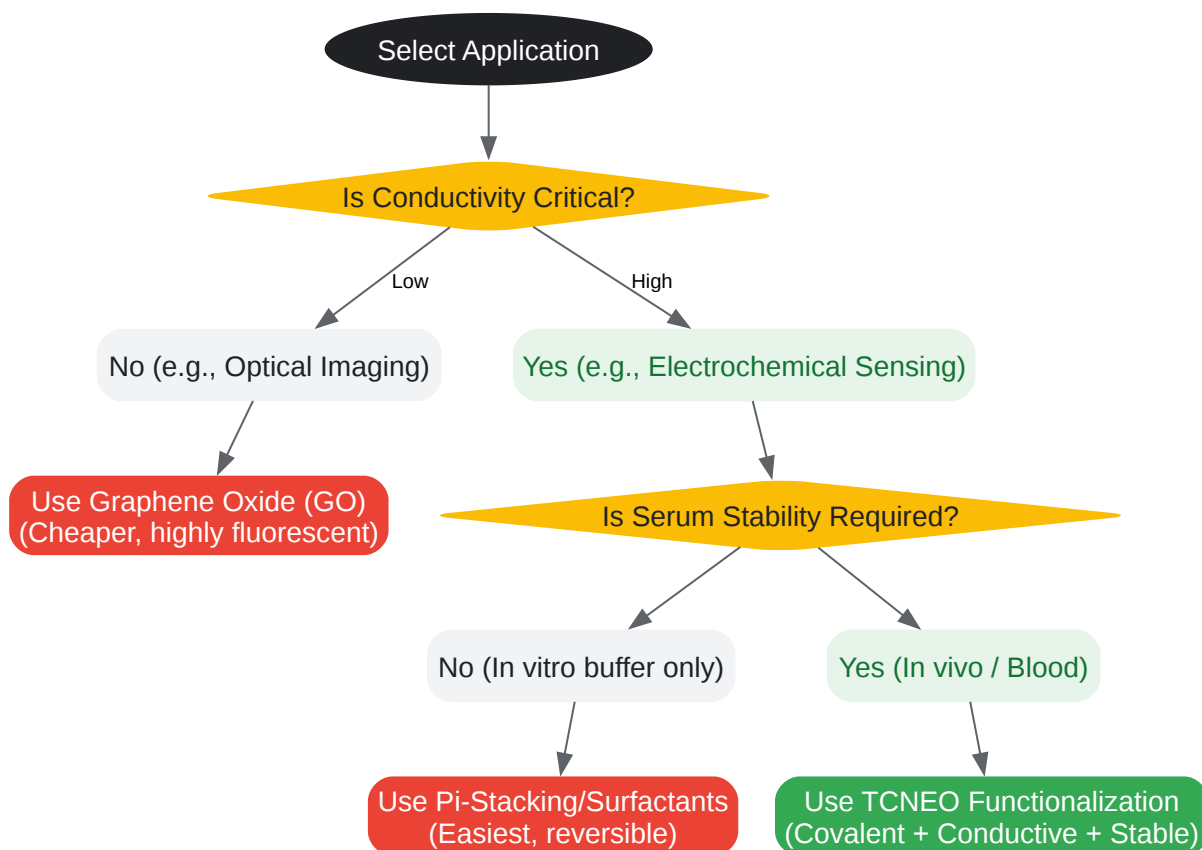 Select Application
Is Conductivity Critical?
Low
High
No (e.g., Optical Imaging)
Yes (e.g., Electrochemical Sensing)
Use Graphene Oxide (GO)
(Cheaper, highly fluorescent)
Is Serum Stability Required?
No (In vitro buffer only)
Yes (In vivo / Blood)
Use Pi-Stacking/Surfactants
(Easiest, reversible)
Use TCNEO Functionalization
(Covalent + Conductive + Stable)